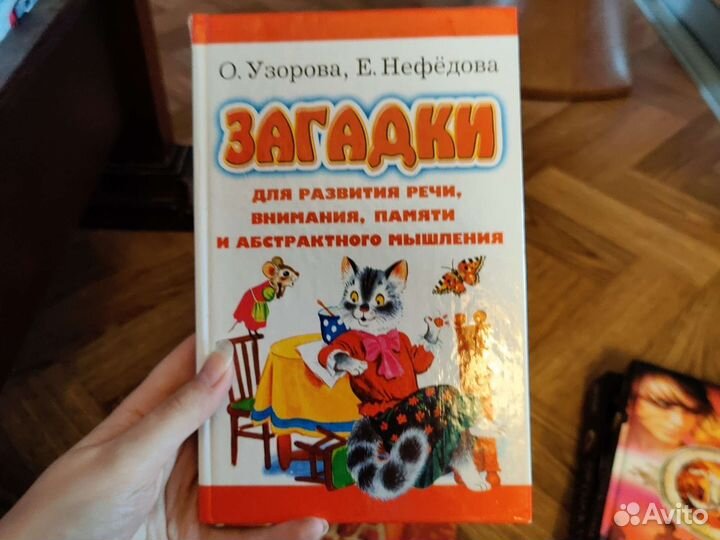 О. Узорова, Е. Нефёдова
ЗАГАДКИ
ДЛЯ РАЗВИТИЯ РЕЧИ,
ВНИМАНИЯ, ПАМЯТИ
И АБСТРАКТНОГО МЫШЛЕНИЯ
Avito